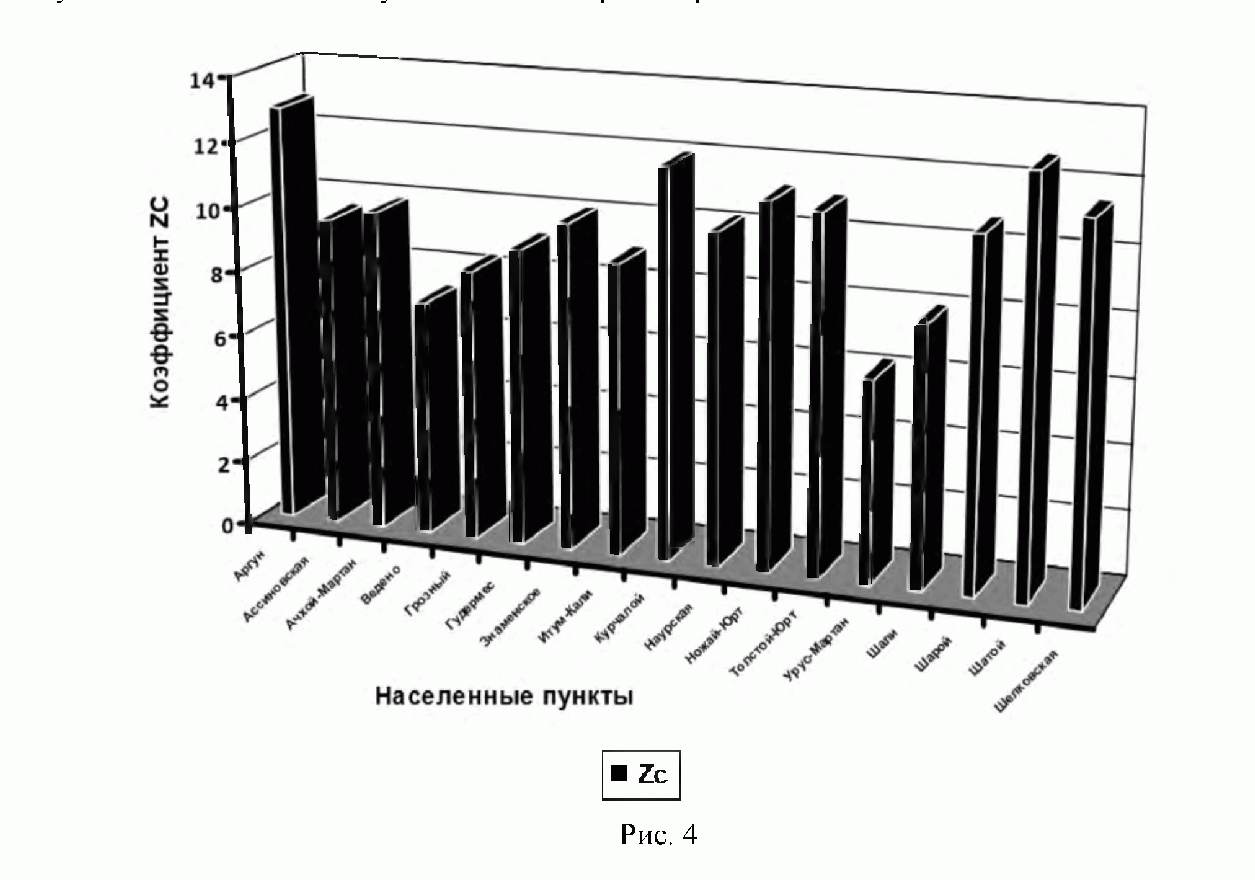 14
12
10
8
6
4
2
0
Коэффициент ZC
Аргун
Ассиновская
Ачхой-Мартан
Ведено
Грозный
Гудермес
Знаменское
Итум-Кали
Курчалой
Наурская
Ножай-Юрт
Толстой-Юрт
Урус-Мартан
Шали
Шарой
Шатой
Шелковская
Населенные пункты
Zc
Рис. 4